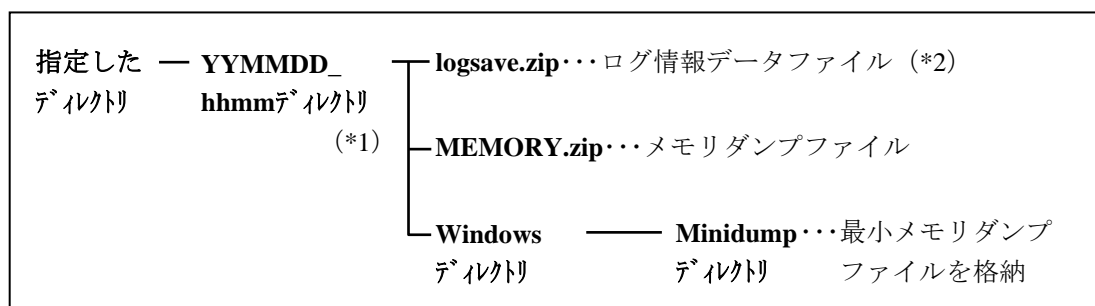 指定した ― YYMMDD_ logsave.zip･･･ログ情報データファイル (*2)
ﾃﾞｨﾚｸﾄﾘ hhmmﾃﾞｨﾚｸﾄﾘ
(*1)
MEMORY.zip･･･メモリダンプファイル
Windows Minidump･･･最小メモリダンプ
ﾃﾞｨﾚｸﾄﾘ ﾃﾞｨﾚｸﾄﾘ ファイルを格納